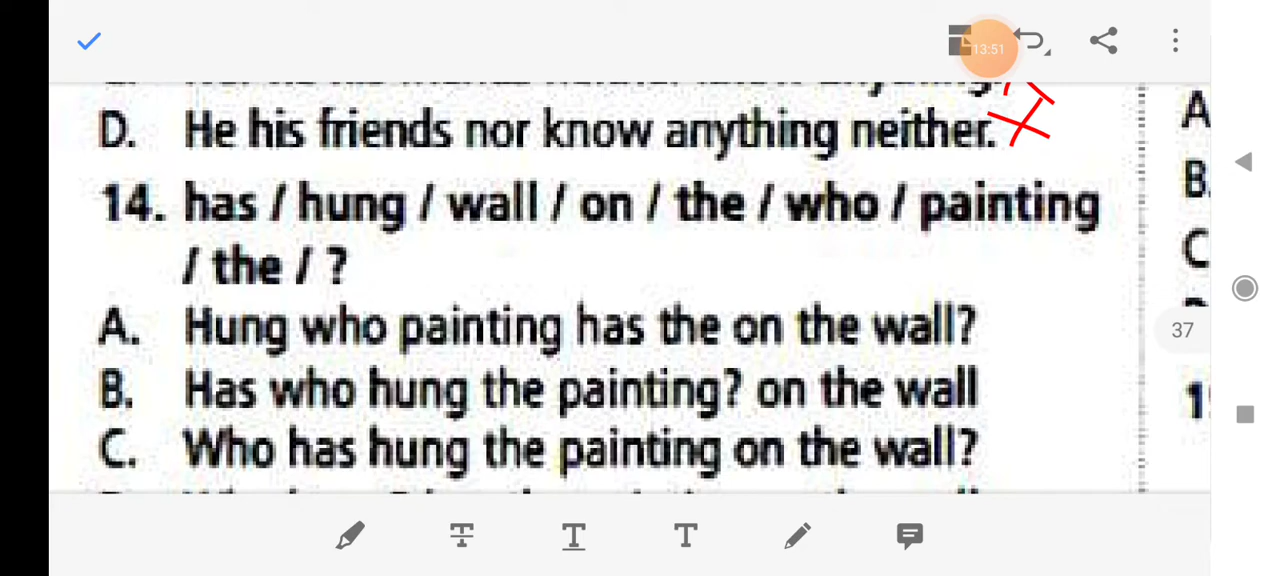 13:51
D. He his friends nor know anything neither.
14. has / hung / wall / on / the / who / painting
/ the / ?
A. Hung who painting has the on the wall?
B. Has who hung the painting? on the wall
C. Who has hung the painting on the wall?
A
B.
C
37
1
T
T
T